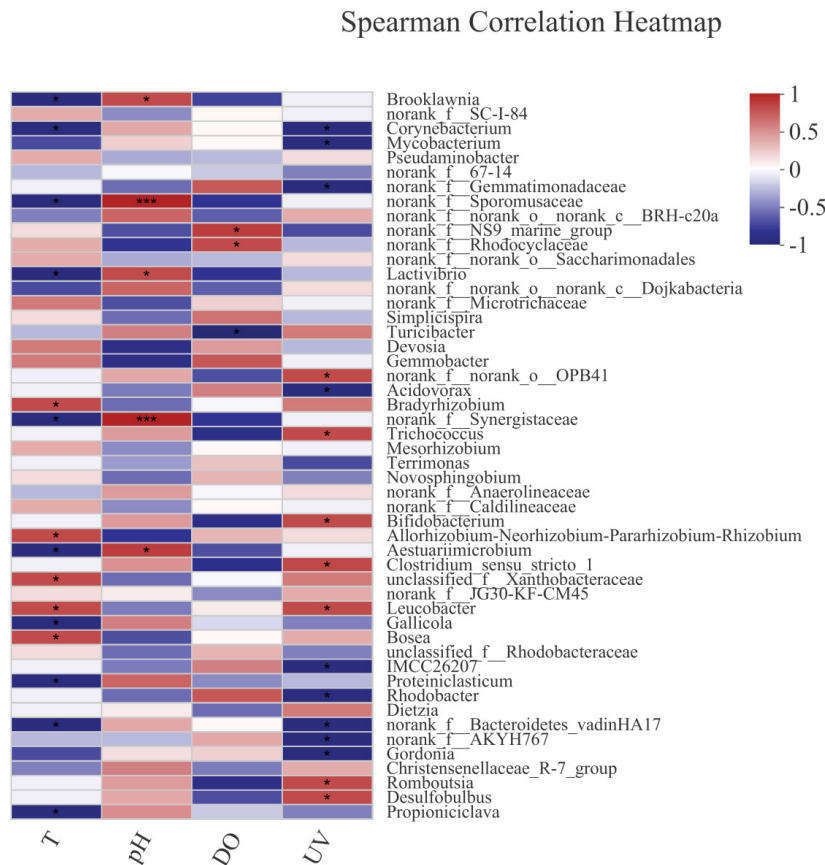 Spearman Correlation Heatmap
* * Brooklawnia
norank_f__SC-I-84
* * Corynebacterium
* Mycobacterium
Pseudaminobacter
norank_f__67-14
* norank_f__Gemmatimonadaceae
* *** norank_f__Sporomusaceae
norank_f__norank_o__norank_c__BRH-c20a
* norank_f__NS9_marine_group
* norank_f__Rhodocyclaceae
norank_f__norank_o__Saccharimonadales
* * Lactivibrio
norank_f__norank_o__norank_c__Dojkabacteria
norank_f__Microtrichaceae
Simplicispira
* Turicibacter
Devosia
Gemmobacter
* norank_f__norank_o__OPB41
* Acidovorax
* Bradyrhizobium
* *** norank_f__Synergistaceae
* Trichococcus
Mesorhizobium
Terrimonas
Novosphingobium
norank_f__Anaerolineaceae
norank_f__Caldilineaceae
* Bifidobacterium
* Allorhizobium-Neorhizobium-Pararhizobium-Rhizobium
* * Aestuariimicrobium
* Clostridium_sensu_stricto_1
* unclassified_f__Xanthobacteraceae
norank_f__JG30-KF-CM45
* * Leucobacter
* Gallicola
* Bosea
unclassified_f__Rhodobacteraceae
* IMCC26207
* Proteiniclasticum
* Rhodobacter
Dietzia
* * norank_f__Bacteroidetes_vadinHA17
* norank_f__AKYH767
* Gordonia
Christensenellaceae_R-7_group
* Romboutsia
* Desulfobulbus
* Propioniciclava
T pH DO UV
1
0.5
0
-0.5
-1